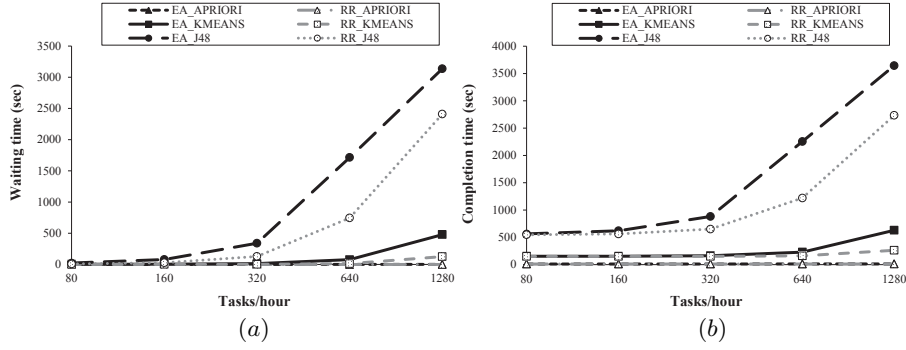 EA_APRIORI RR_APRIORI
EA_KMEANS RR_KMEANS
EA_J48 RR_J48
3500
3000
2500
2000
1500
1000
500
0
Waiting time (sec)
80 160 320 640 1280
Tasks/hour
(a)
EA_APRIORI RR_APRIORI
EA_KMEANS RR_KMEANS
EA_J48 RR_J48
4000
3500
3000
2500
2000
1500
1000
500
0
Completion time (sec)
80 160 320 640 1280
Tasks/hour
(b)